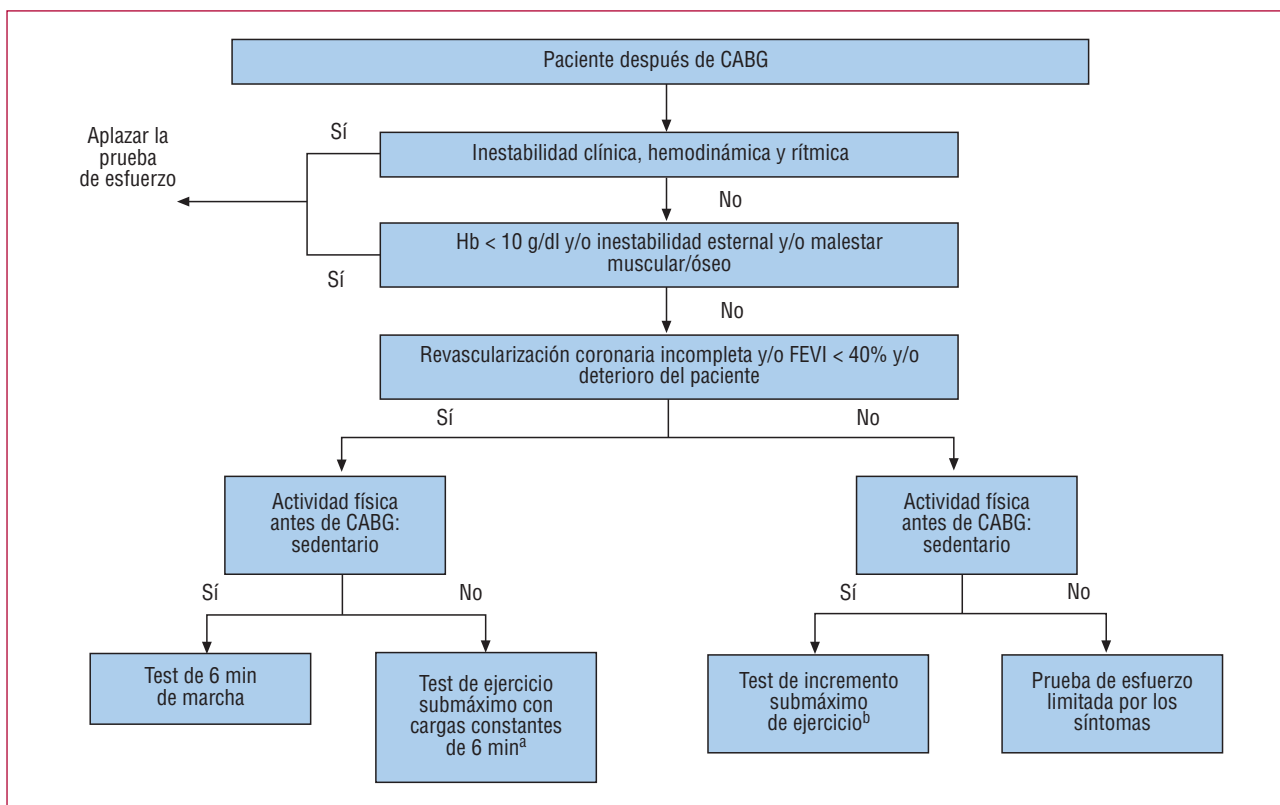 Paciente después de CABG
Aplazar la
prueba
de esfuerzo
Sí
Inestabilidad clínica, hemodinámica y rítmica
No
Hb < 10 g/dl y/o inestabilidad esternal y/o malestar
muscular/óseo
Sí
No
Revascularización coronaria incompleta y/o FEVI < 40% y/o
deterioro del paciente
Sí
No
Actividad física
antes de CABG:
sedentario
Actividad física
antes de CABG:
sedentario
Sí
No
Sí
No
Test de 6 min
de marcha
Test de ejercicio
submáximo con
cargas constantes
de 6 minᵃ
Test de incremento
submáximo
de ejercicioᵇ
Prueba de esfuerzo
limitada por los
síntomas